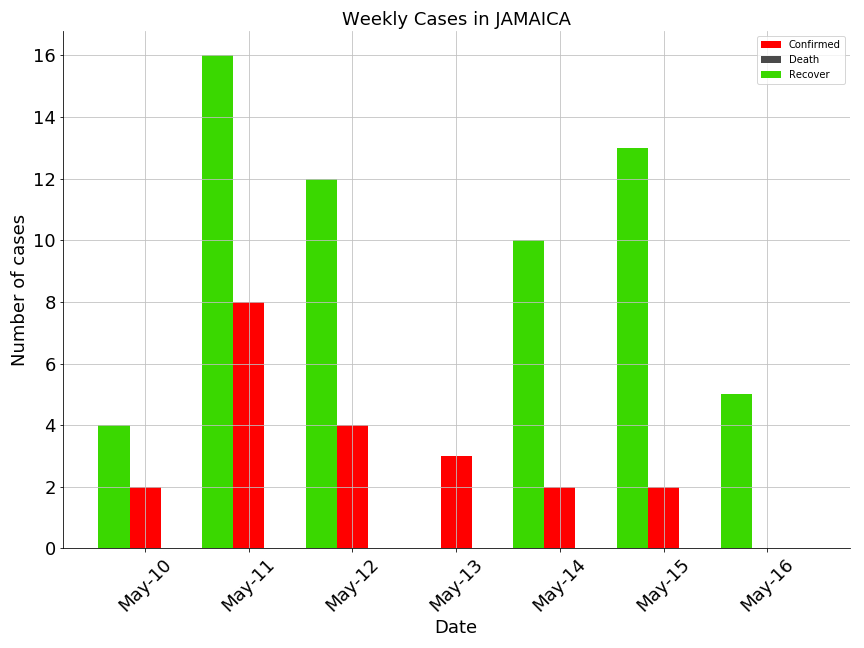 Weekly Cases in JAMAICA
Confirmed
Death
Recover
Number of cases
16
14
12
10
8
6
4
2
0
May-10
May-11
May-12
May-13
May-14
May-15
May-16
Date